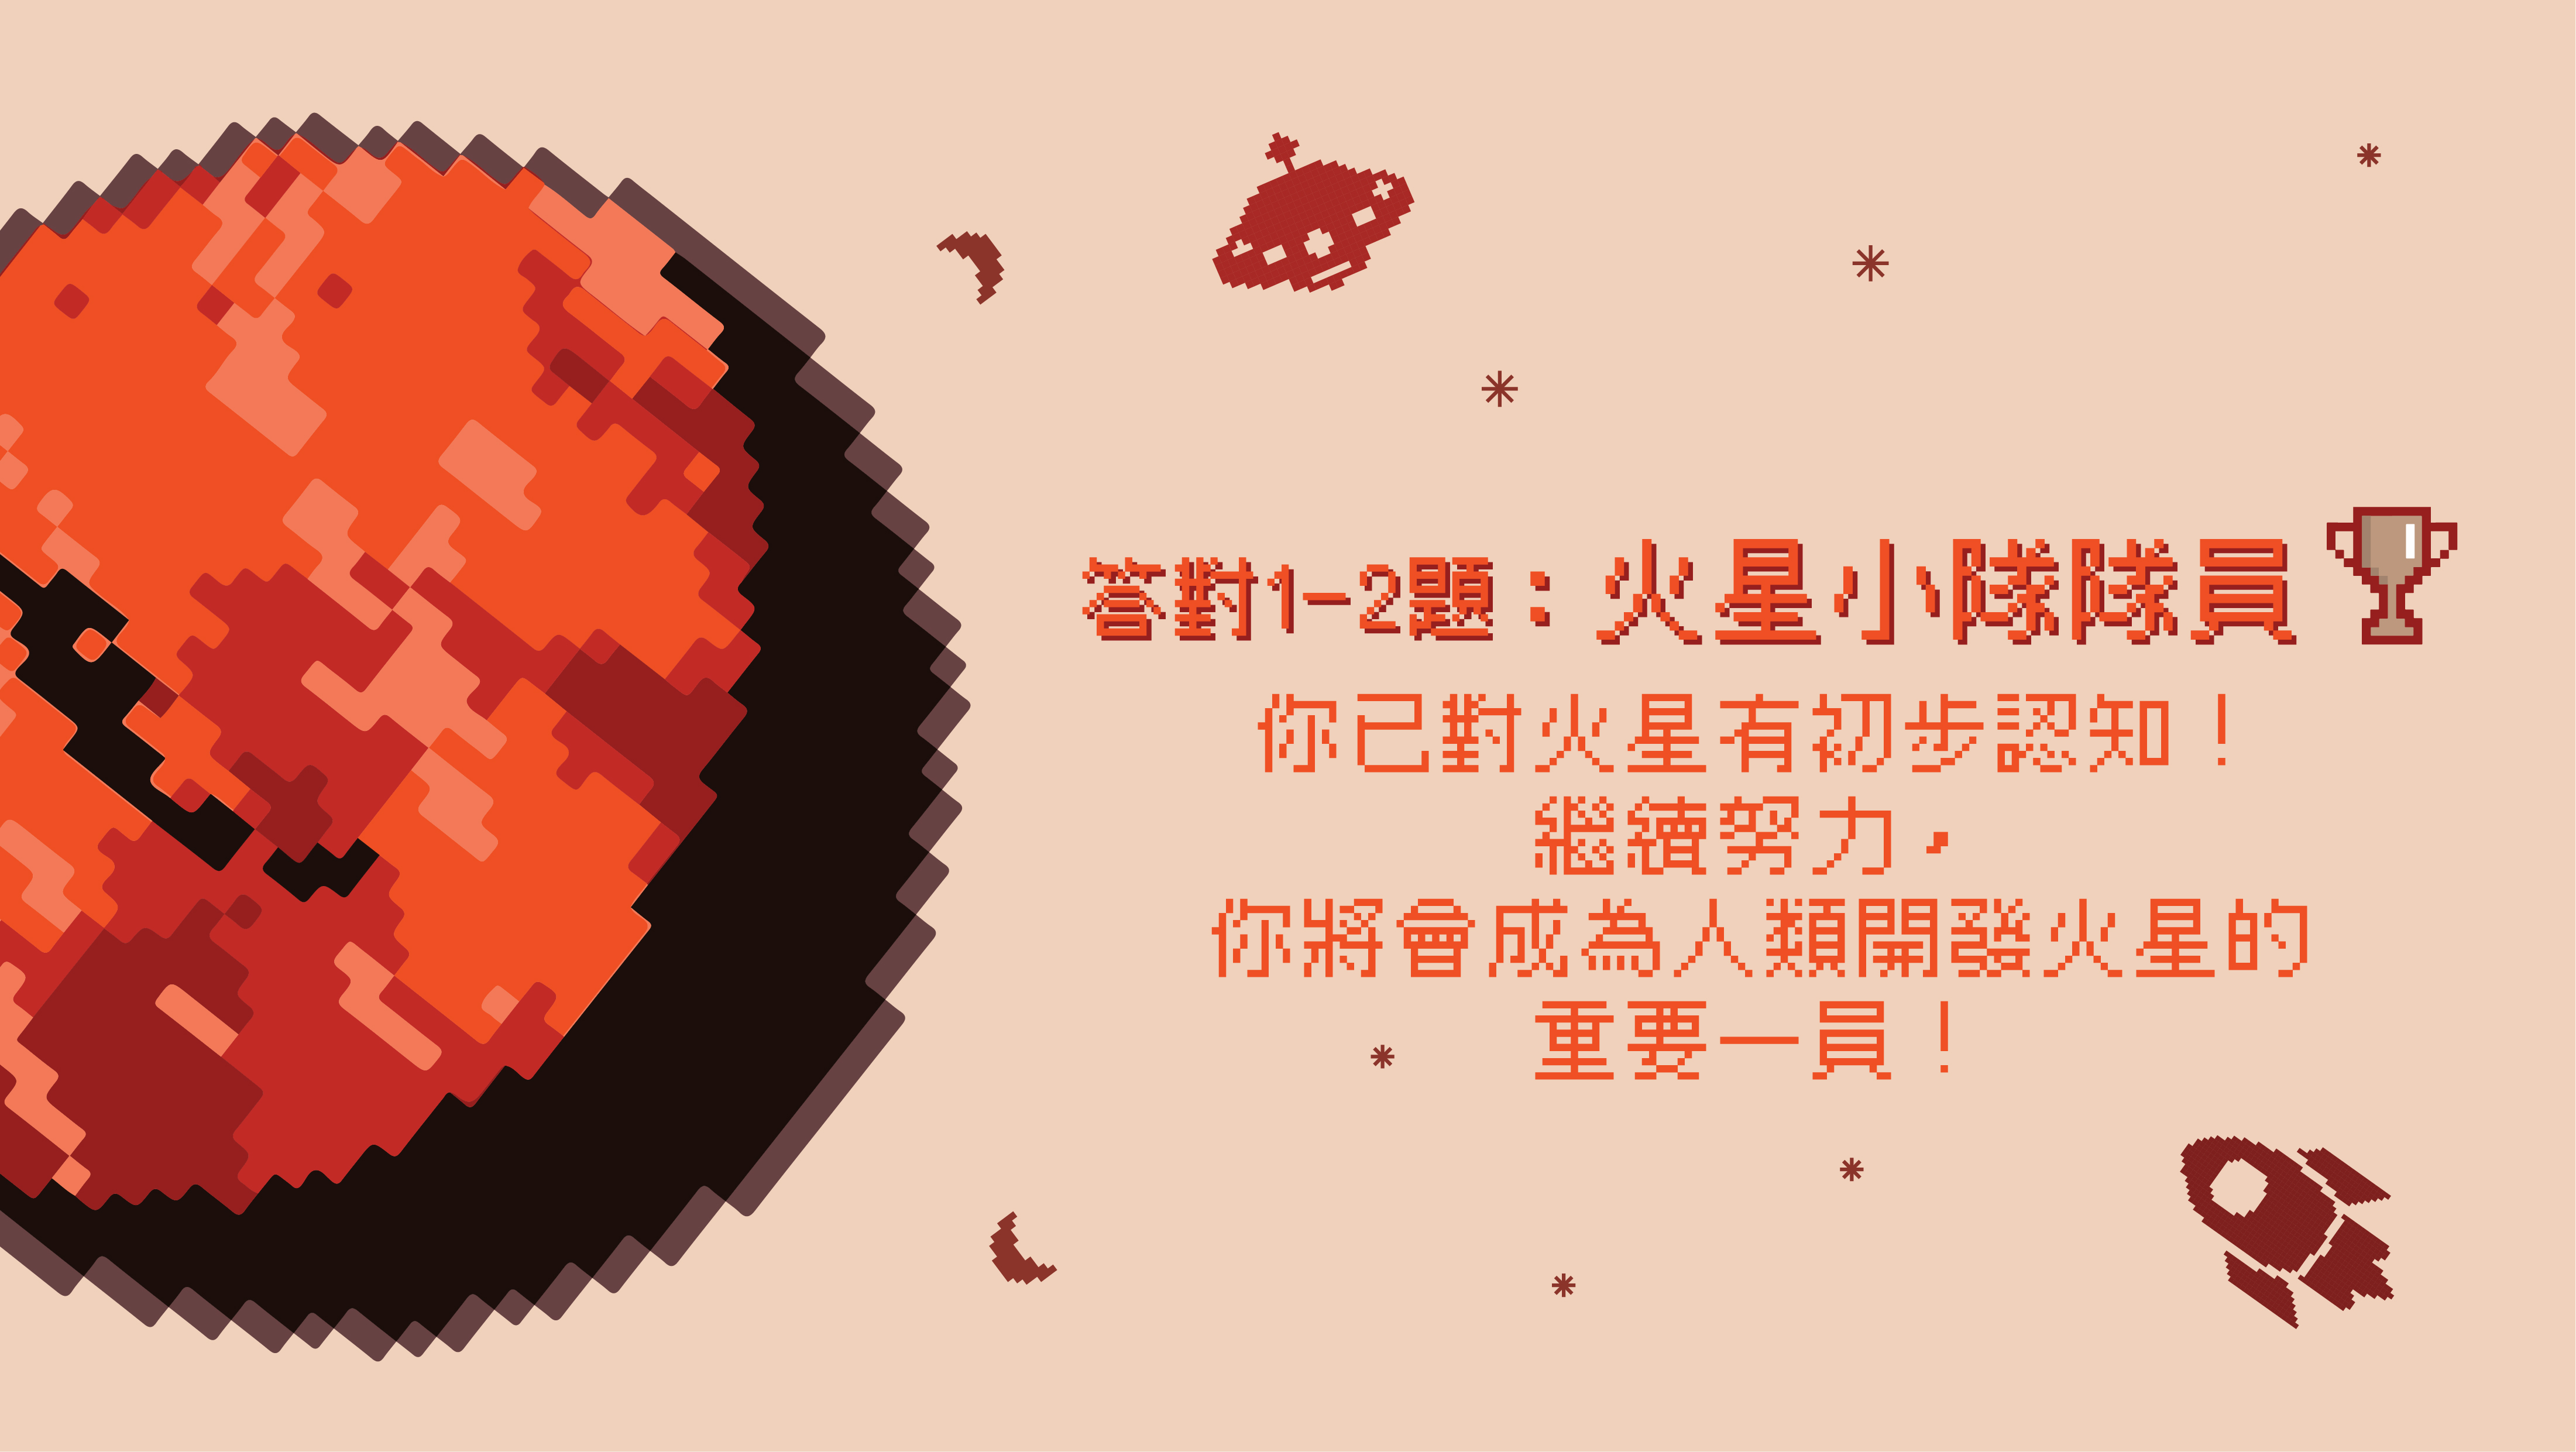 答對1-2題：火星小隊隊員
你已對火星有初步認知！
繼續努力，
你將會成為人類開發火星的
重要一員！